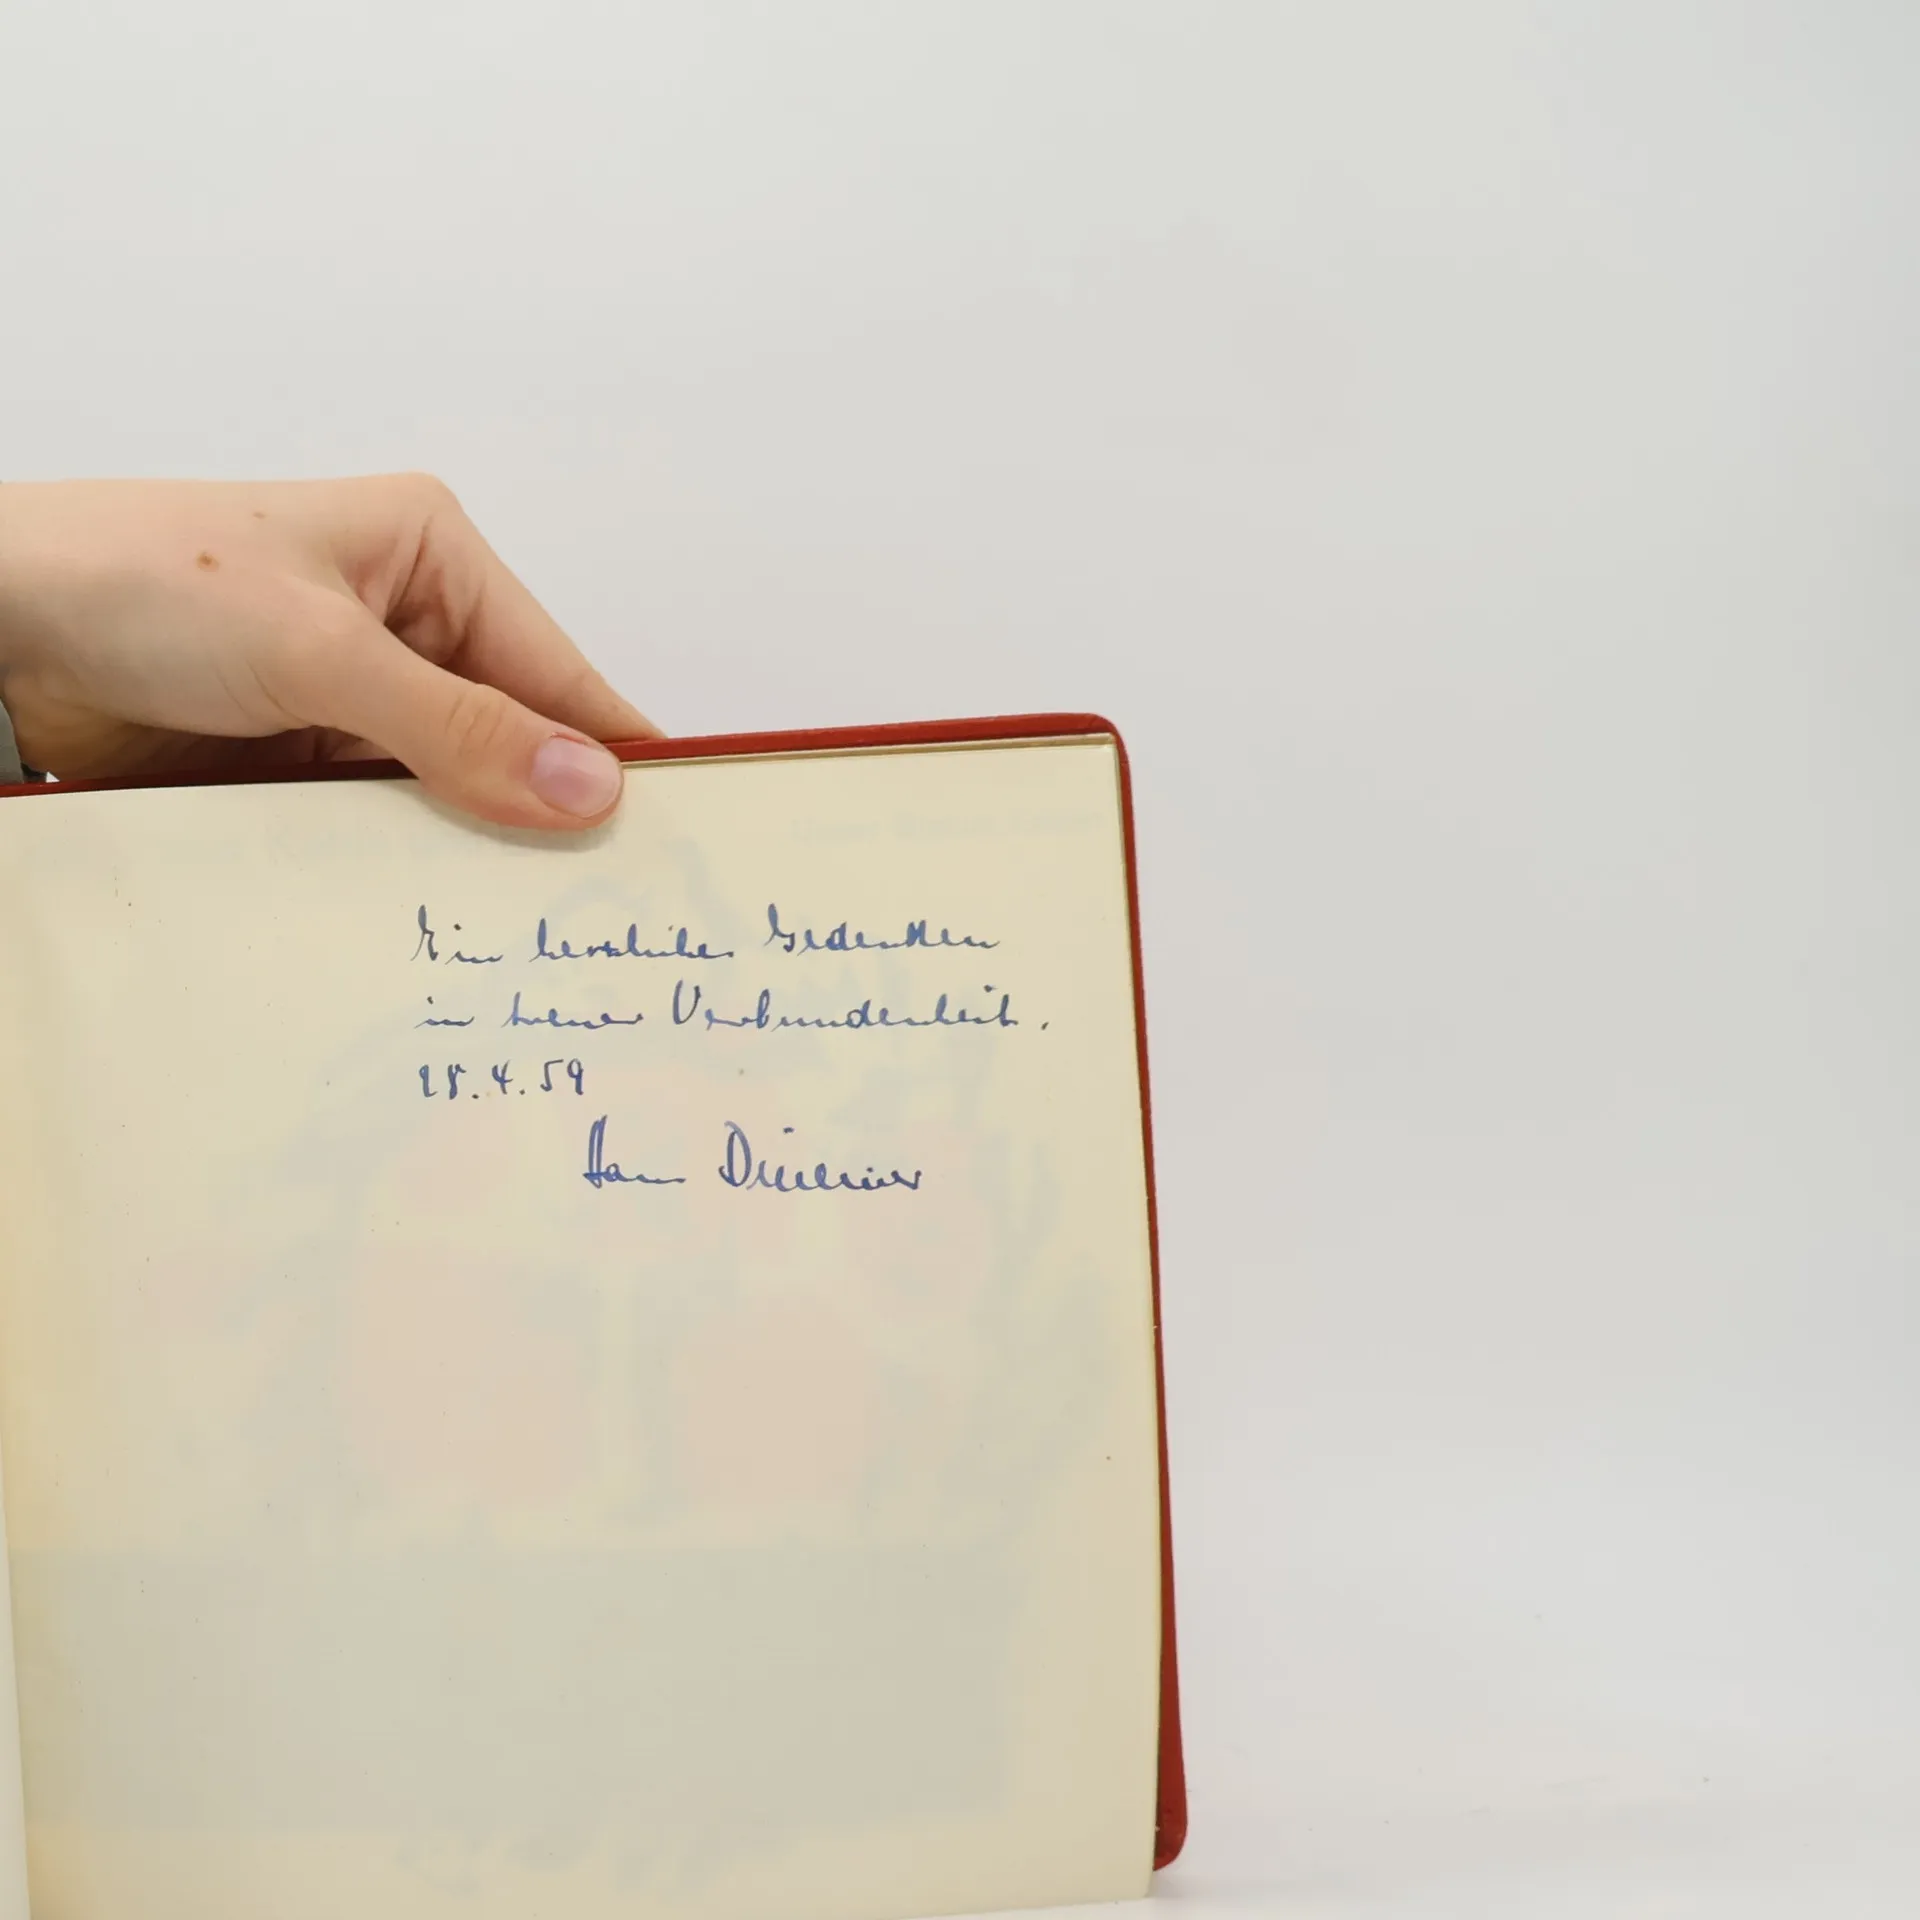 Ein herzliches Gedenken
in treuer Verbundenheit.
28.4.59
Hans